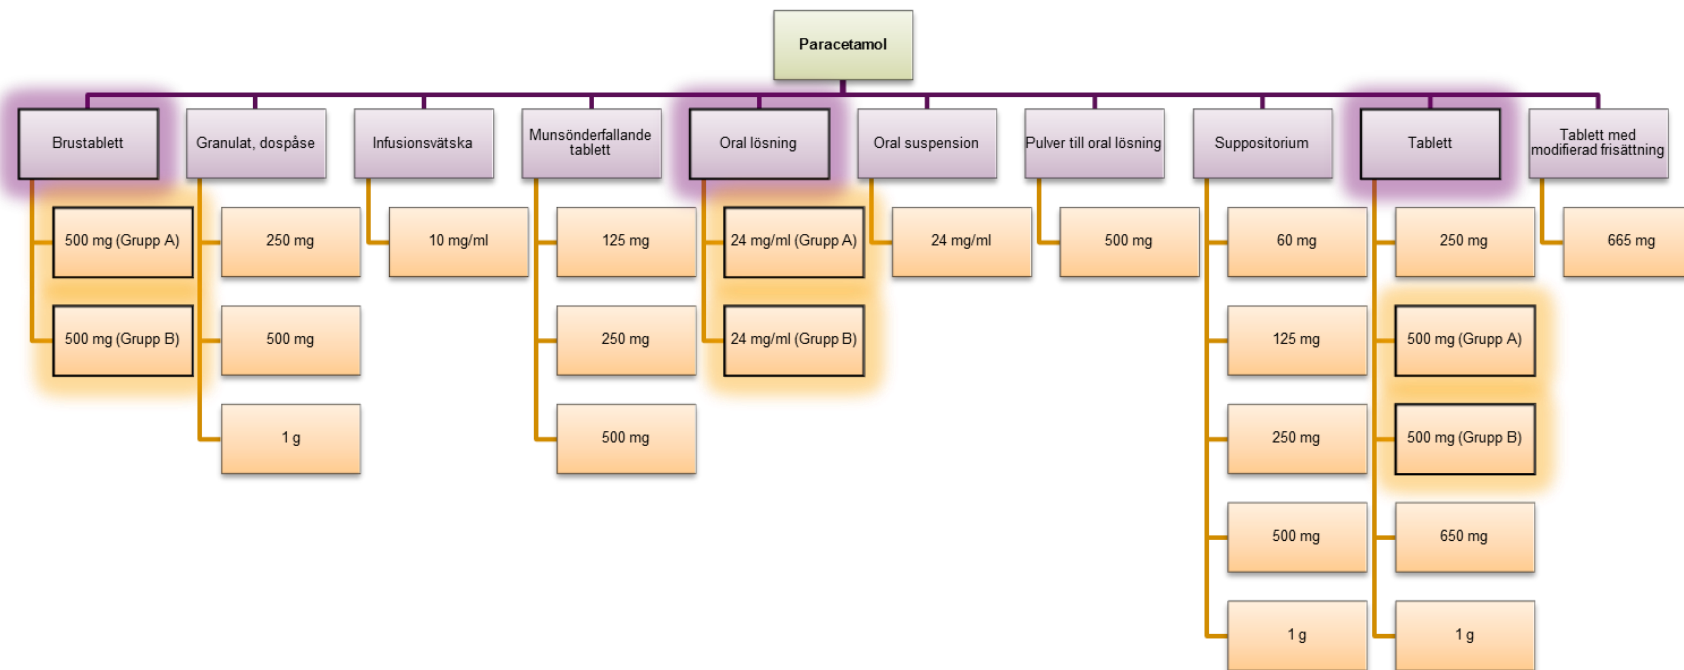 Paracetamol
Brustablett
Granulat, dospåse
Infusionsvätska
Munsönderfallande
tablett
Oral lösning
Oral suspension
Pulver till oral lösning
Suppositorium
Tablett
Tablett med
modifierad frisättning
500 mg (Grupp A)
250 mg
10 mg/ml
125 mg
24 mg/ml (Grupp A)
24 mg/ml
500 mg
60 mg
250 mg
665 mg
500 mg (Grupp B)
500 mg
250 mg
24 mg/ml (Grupp B)
125 mg
500 mg (Grupp A)
1 g
500 mg
250 mg
500 mg (Grupp B)
500 mg
650 mg
1 g
1 g